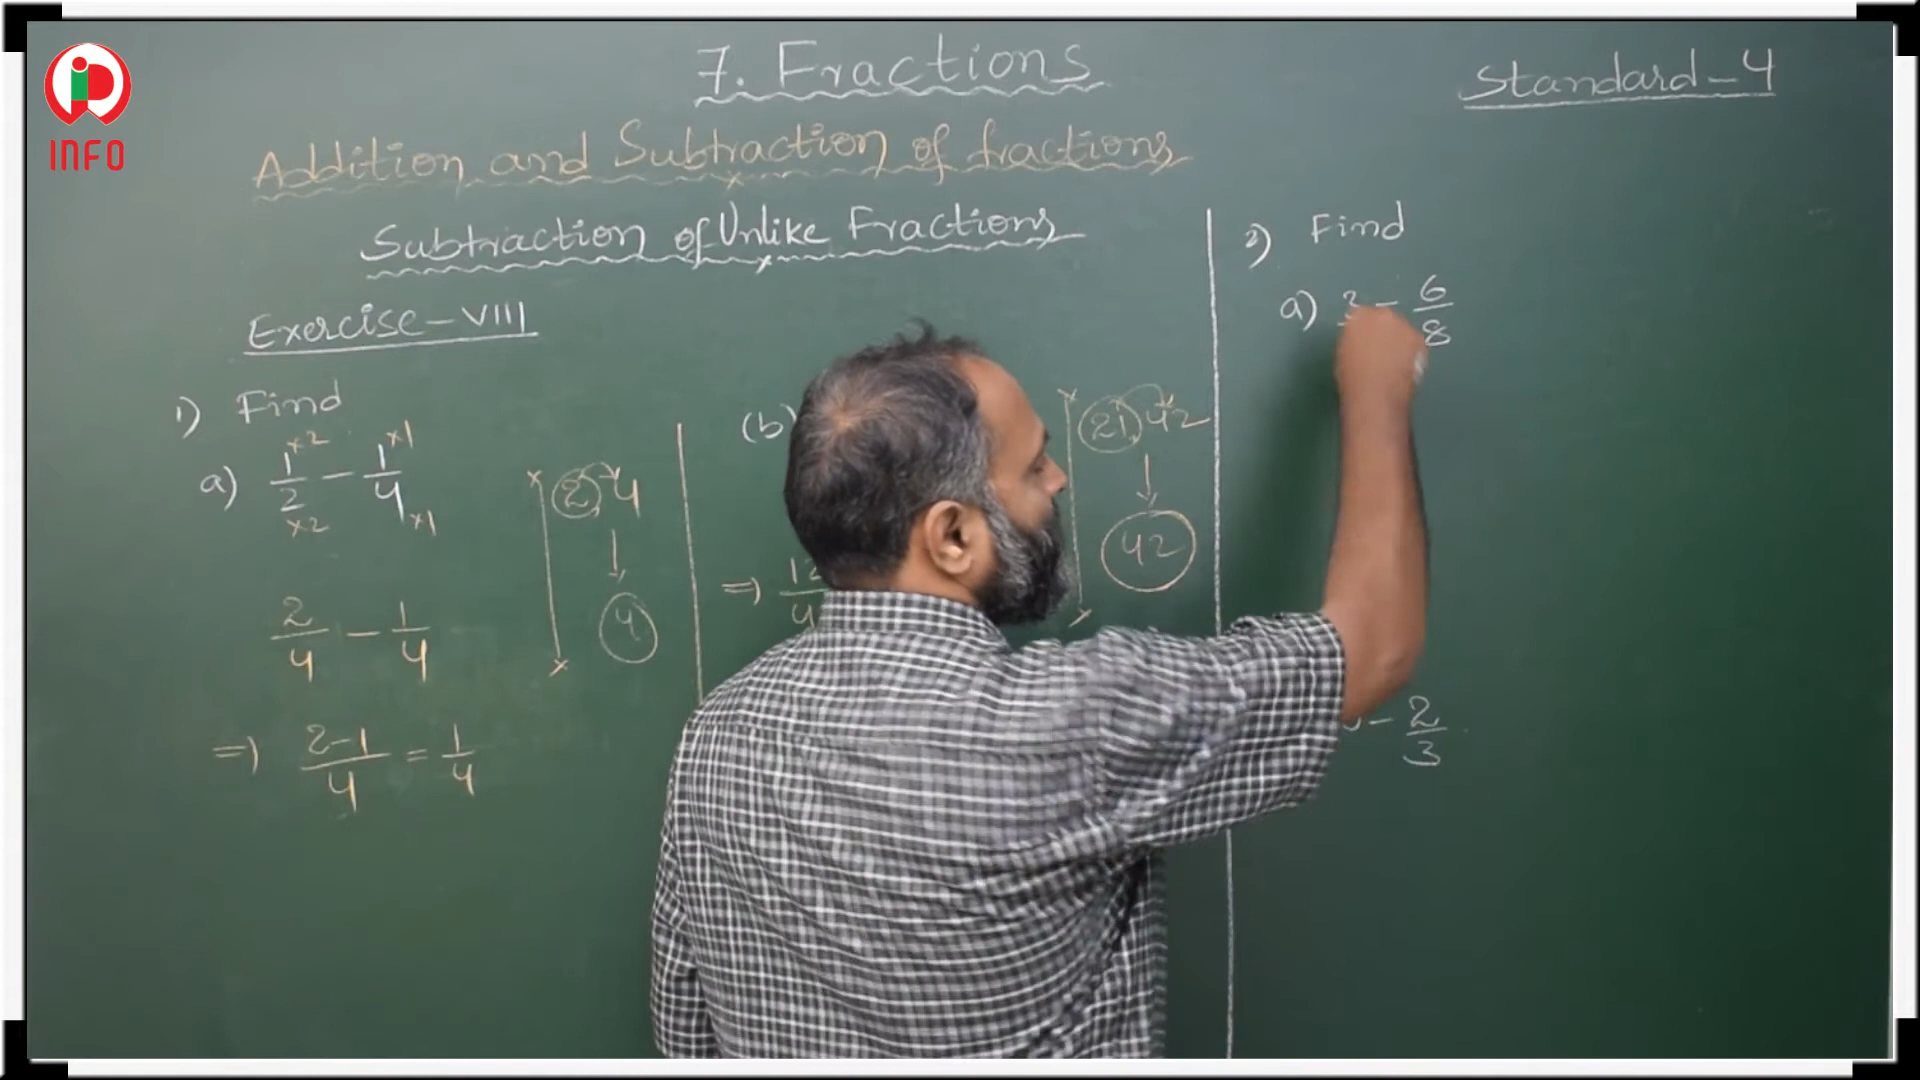 INFO
7. Fractions
Standard-4
Addition and Subtraction of fractions
Subtraction of Unlike Fractions
Exercise-VIII
1) Find
a) 1/2 - 1/4
×2 ×1
×2 ×1
2 4
4
2/4 - 1/4
=) 2-1/4 = 1/4
(b)
21, 42
42
=)
2) Find
a) 3 - 6/8
- 2/3